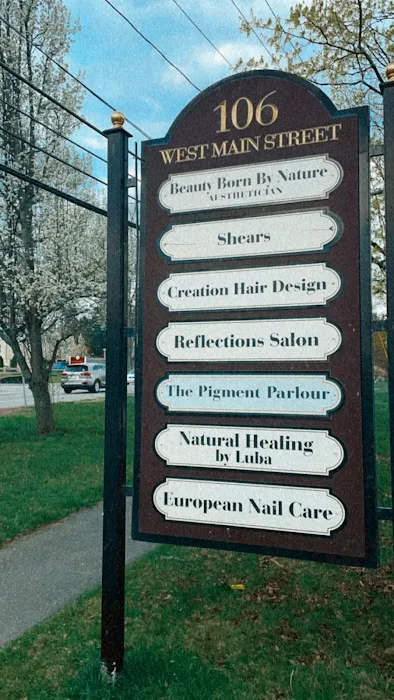 106
WEST MAIN STREET
Beauty Born By Nature
AESTHETICIAN
Shears
Creation Hair Design
Reflections Salon
The Pigment Parlour
Natural Healing
by Luba
European Nail Care